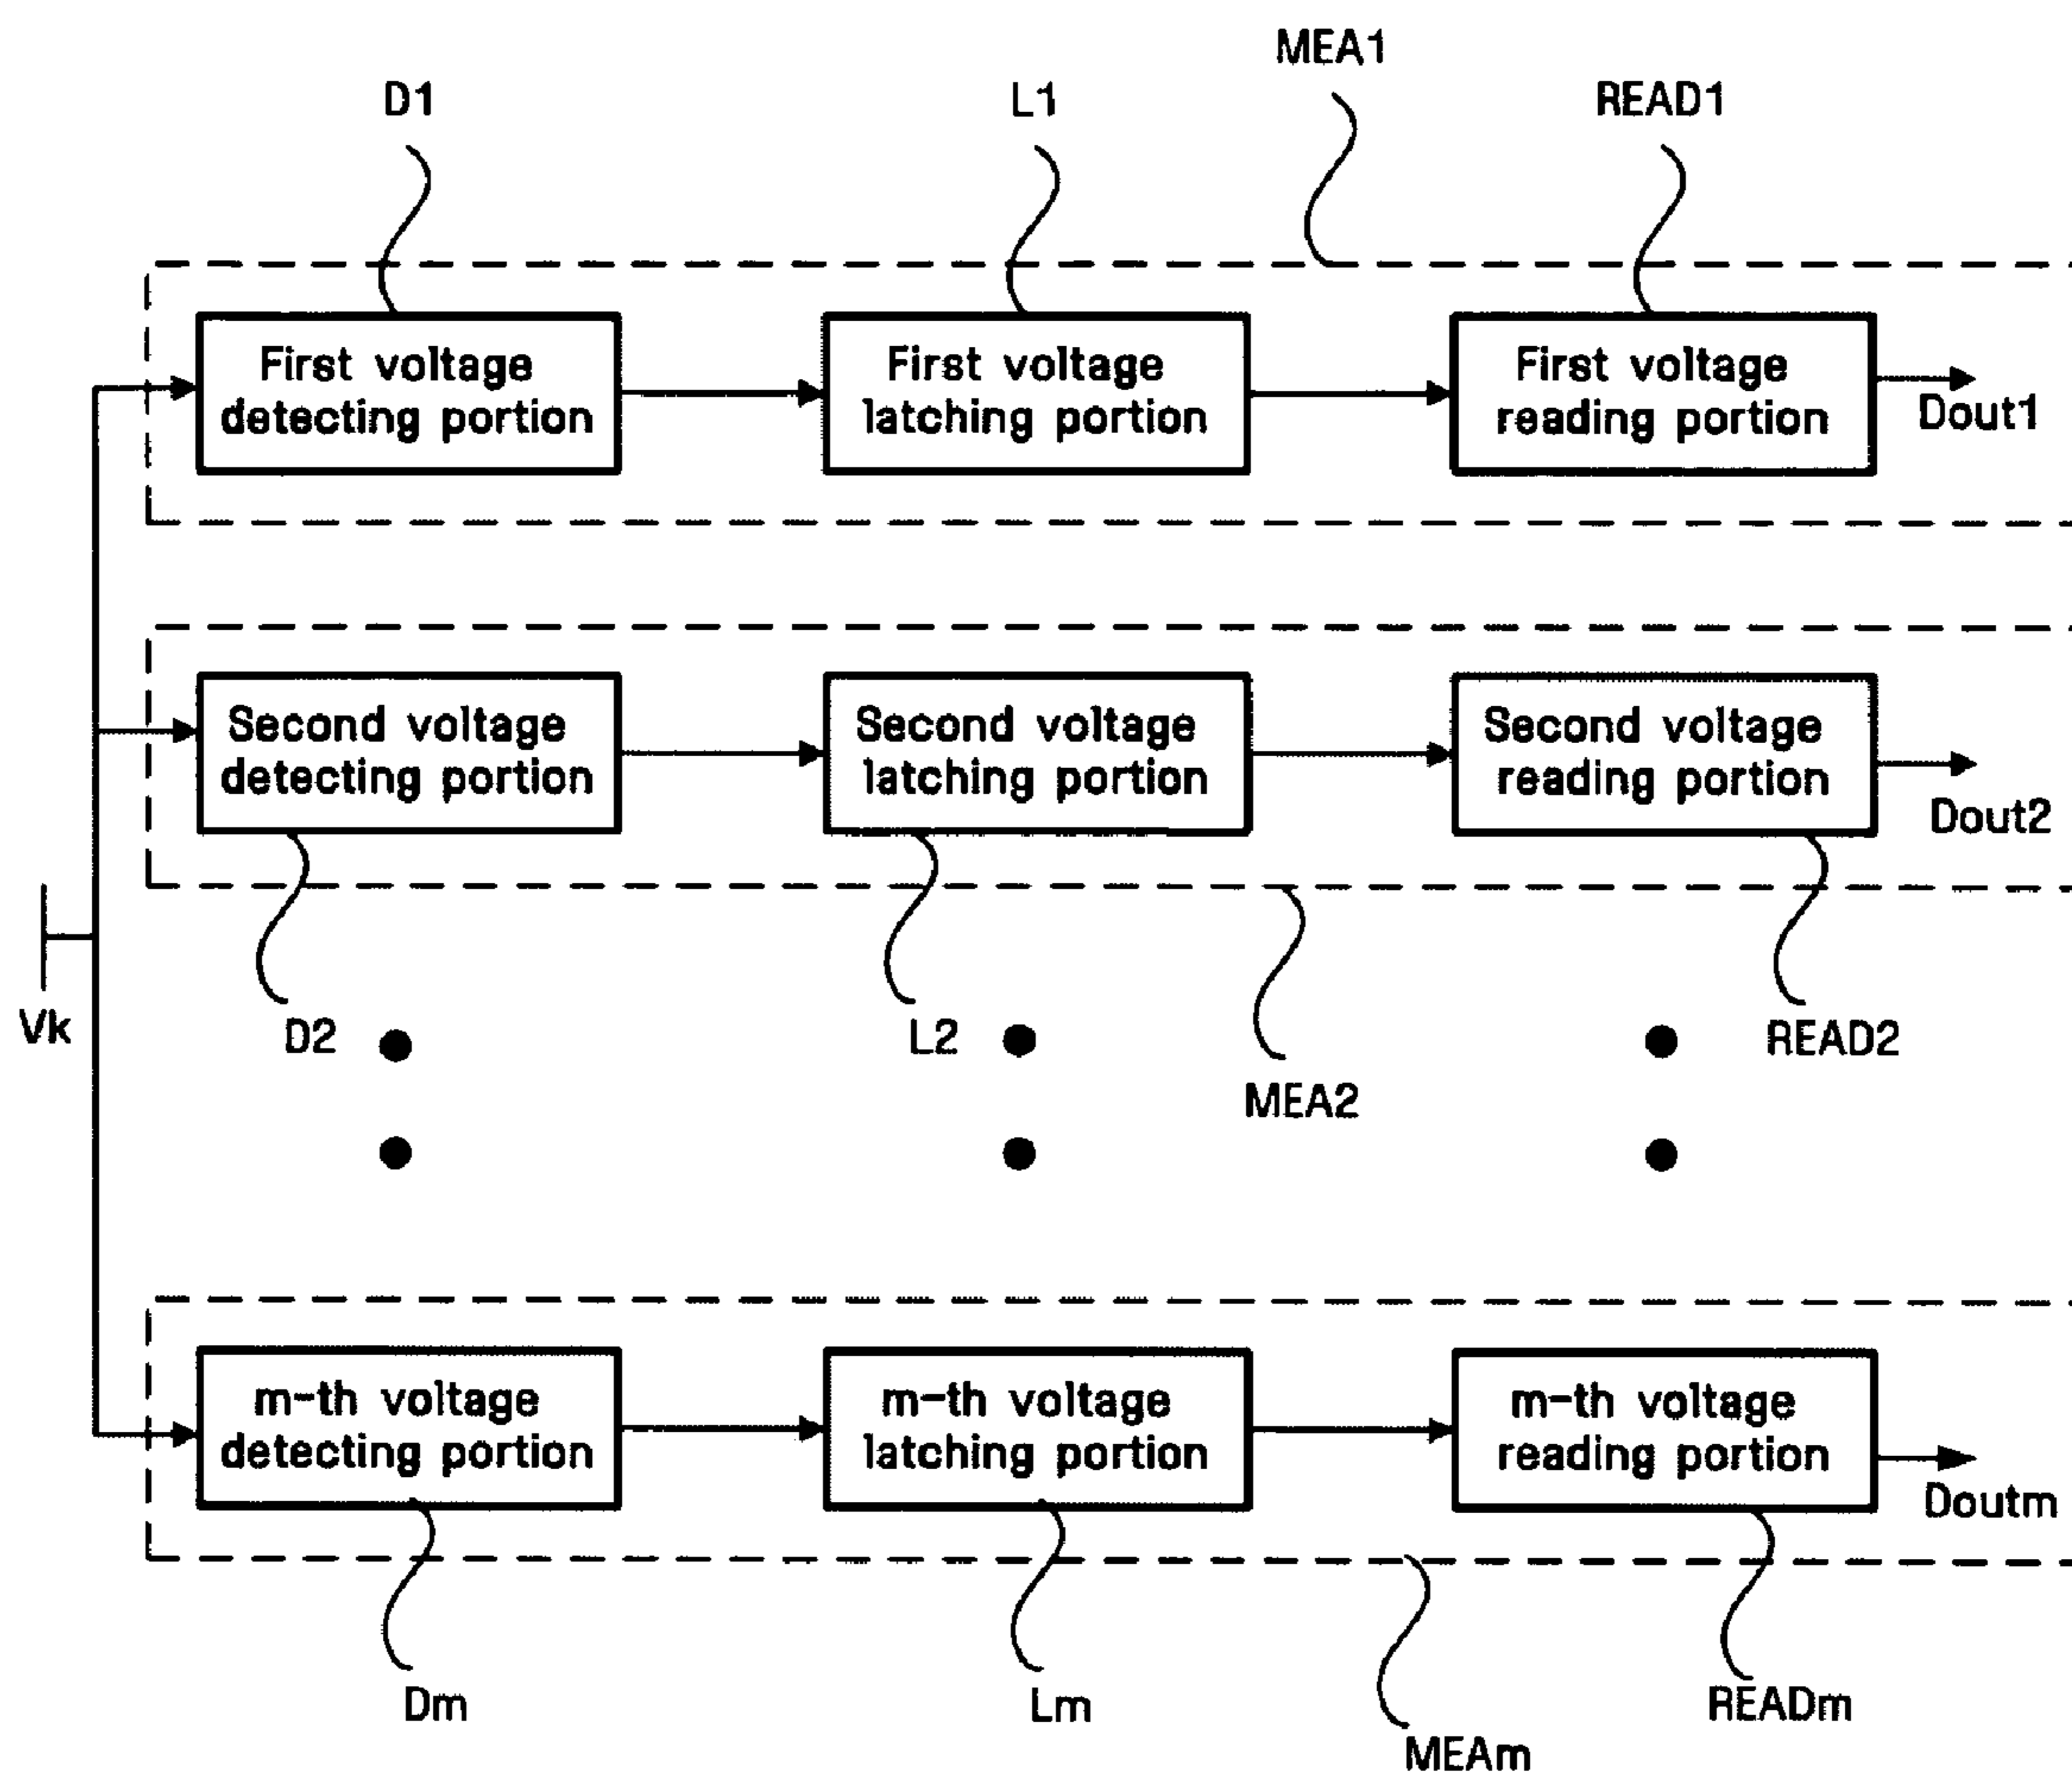 MEA1
D1
L1
READ1
First voltage
detecting portion
First voltage
latching portion
First voltage
reading portion
Dout1
Second voltage
detecting portion
Second voltage
latching portion
Second voltage
reading portion
Dout2
Vk
D2
L2
READ2
MEA2
m-th voltage
detecting portion
m-th voltage
latching portion
m-th voltage
reading portion
Doutm
Dm
Lm
READm
MEAm